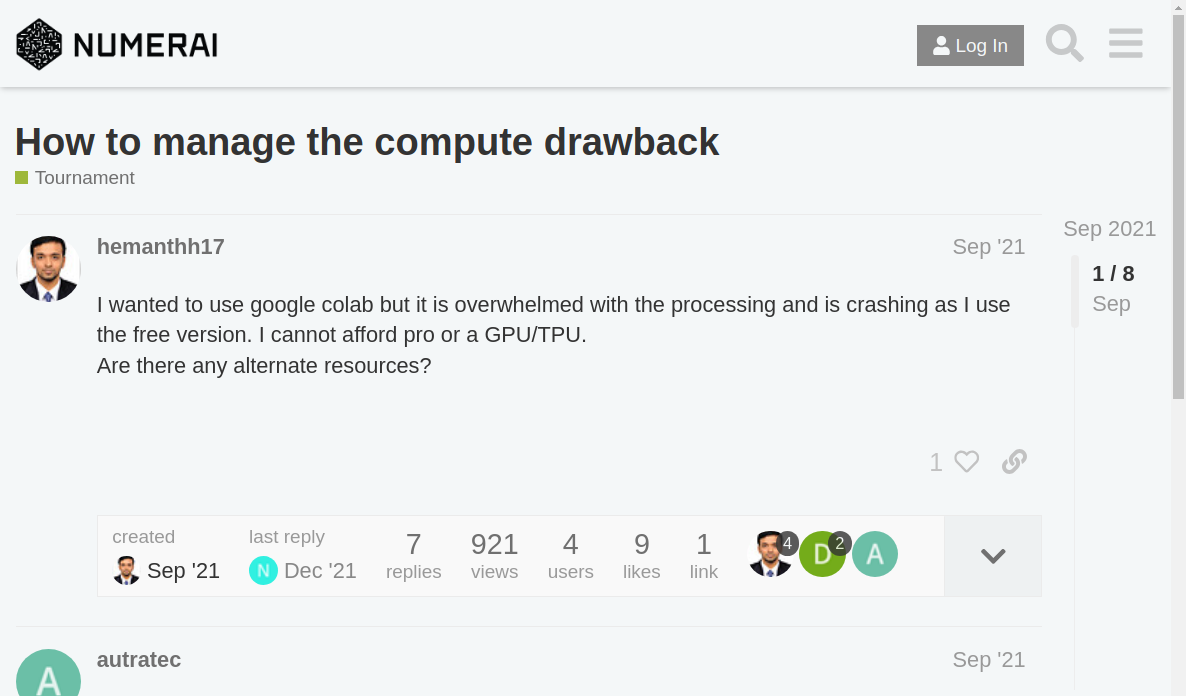 NUMERAI
Log In
How to manage the compute drawback
Tournament
hemanthh17
Sep '21
Sep 2021
1 / 8
Sep
I wanted to use google colab but it is overwhelmed with the processing and is crashing as I use
the free version. I cannot afford pro or a GPU/TPU.
Are there any alternate resources?
1
created
Sep '21
last reply
N
Dec '21
7
replies
921
views
4
users
9
likes
1
link
4
D
2
A
autratec
Sep '21
A